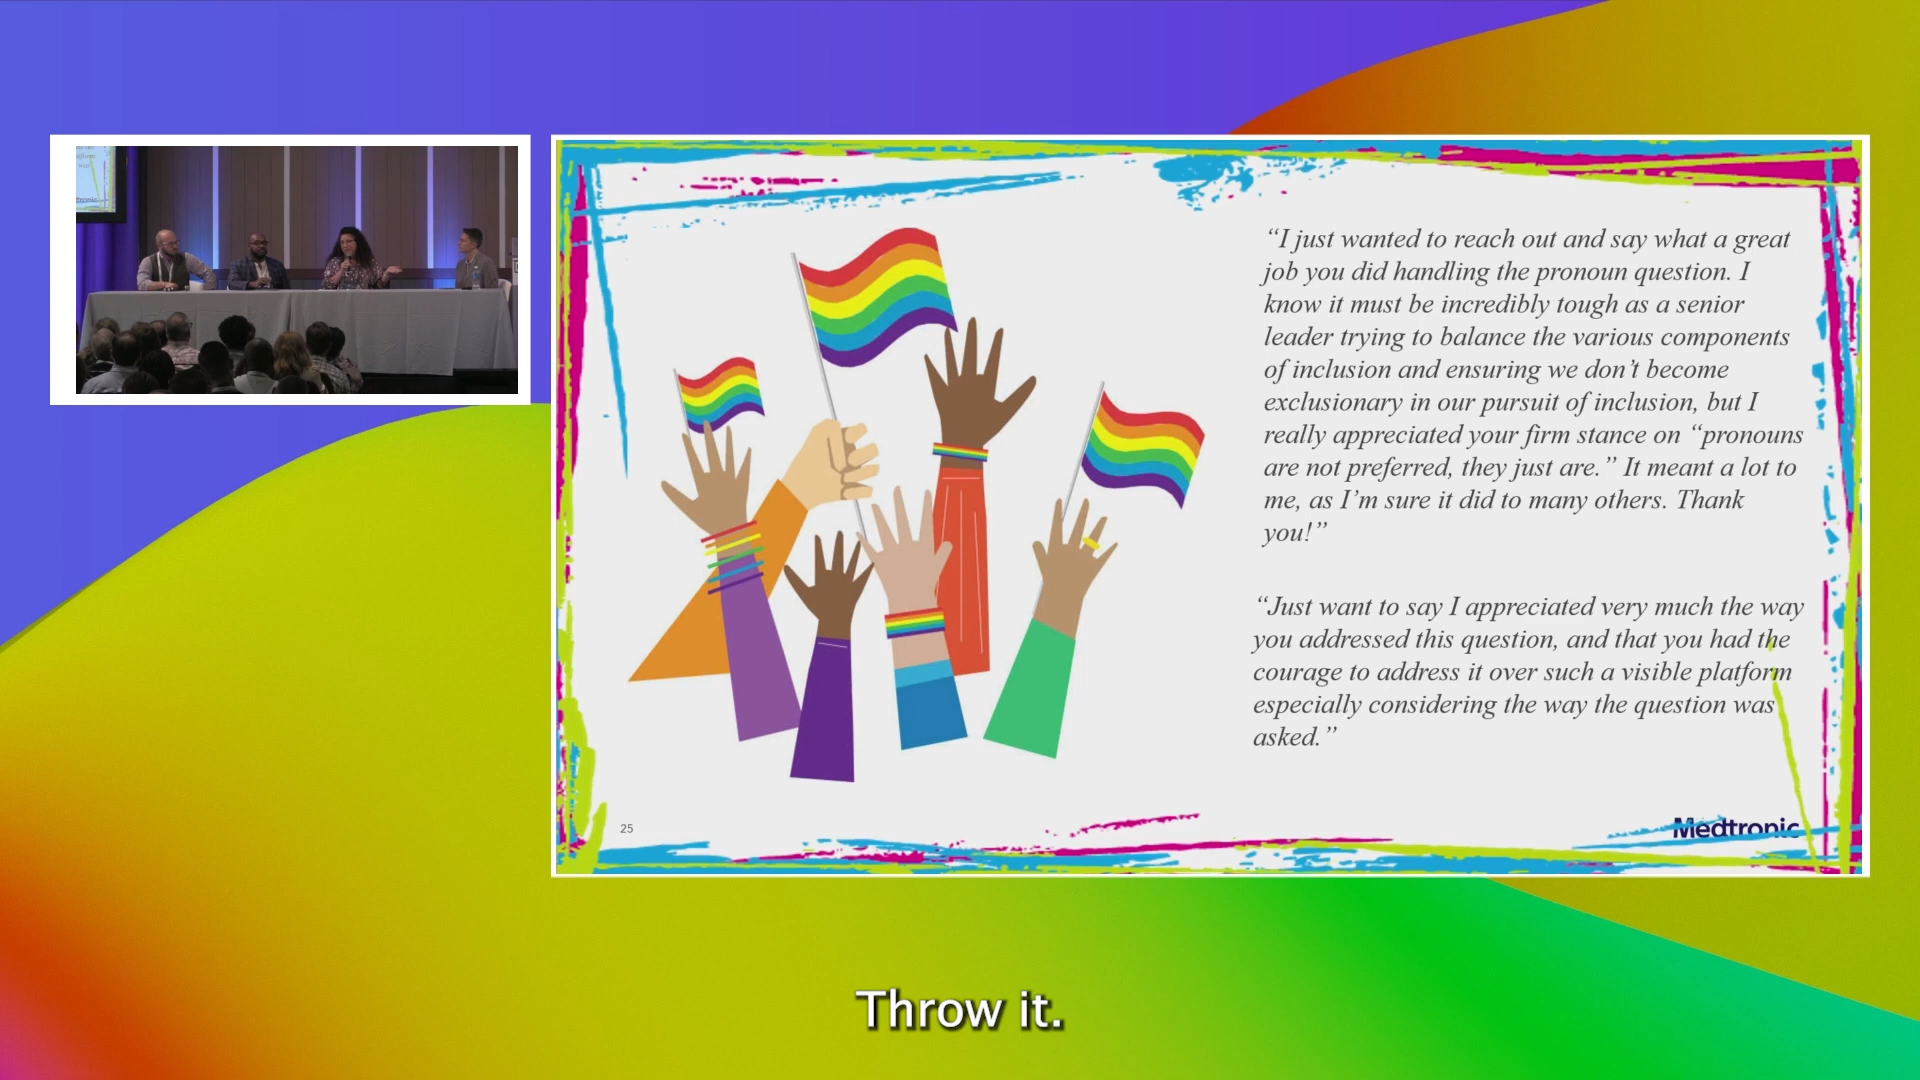 “I just wanted to reach out and say what a great
job you did handling the pronoun question. I
know it must be incredibly tough as a senior
leader trying to balance the various components
of inclusion and ensuring we don’t become
exclusionary in our pursuit of inclusion, but I
really appreciated your firm stance on “pronouns
are not preferred, they just are.” It meant a lot to
me, as I’m sure it did to many others. Thank
you!”
“Just want to say I appreciated very much the way
you addressed this question, and that you had the
courage to address it over such a visible platform
especially considering the way the question was
asked.”
25
Medtronic
Throw it.